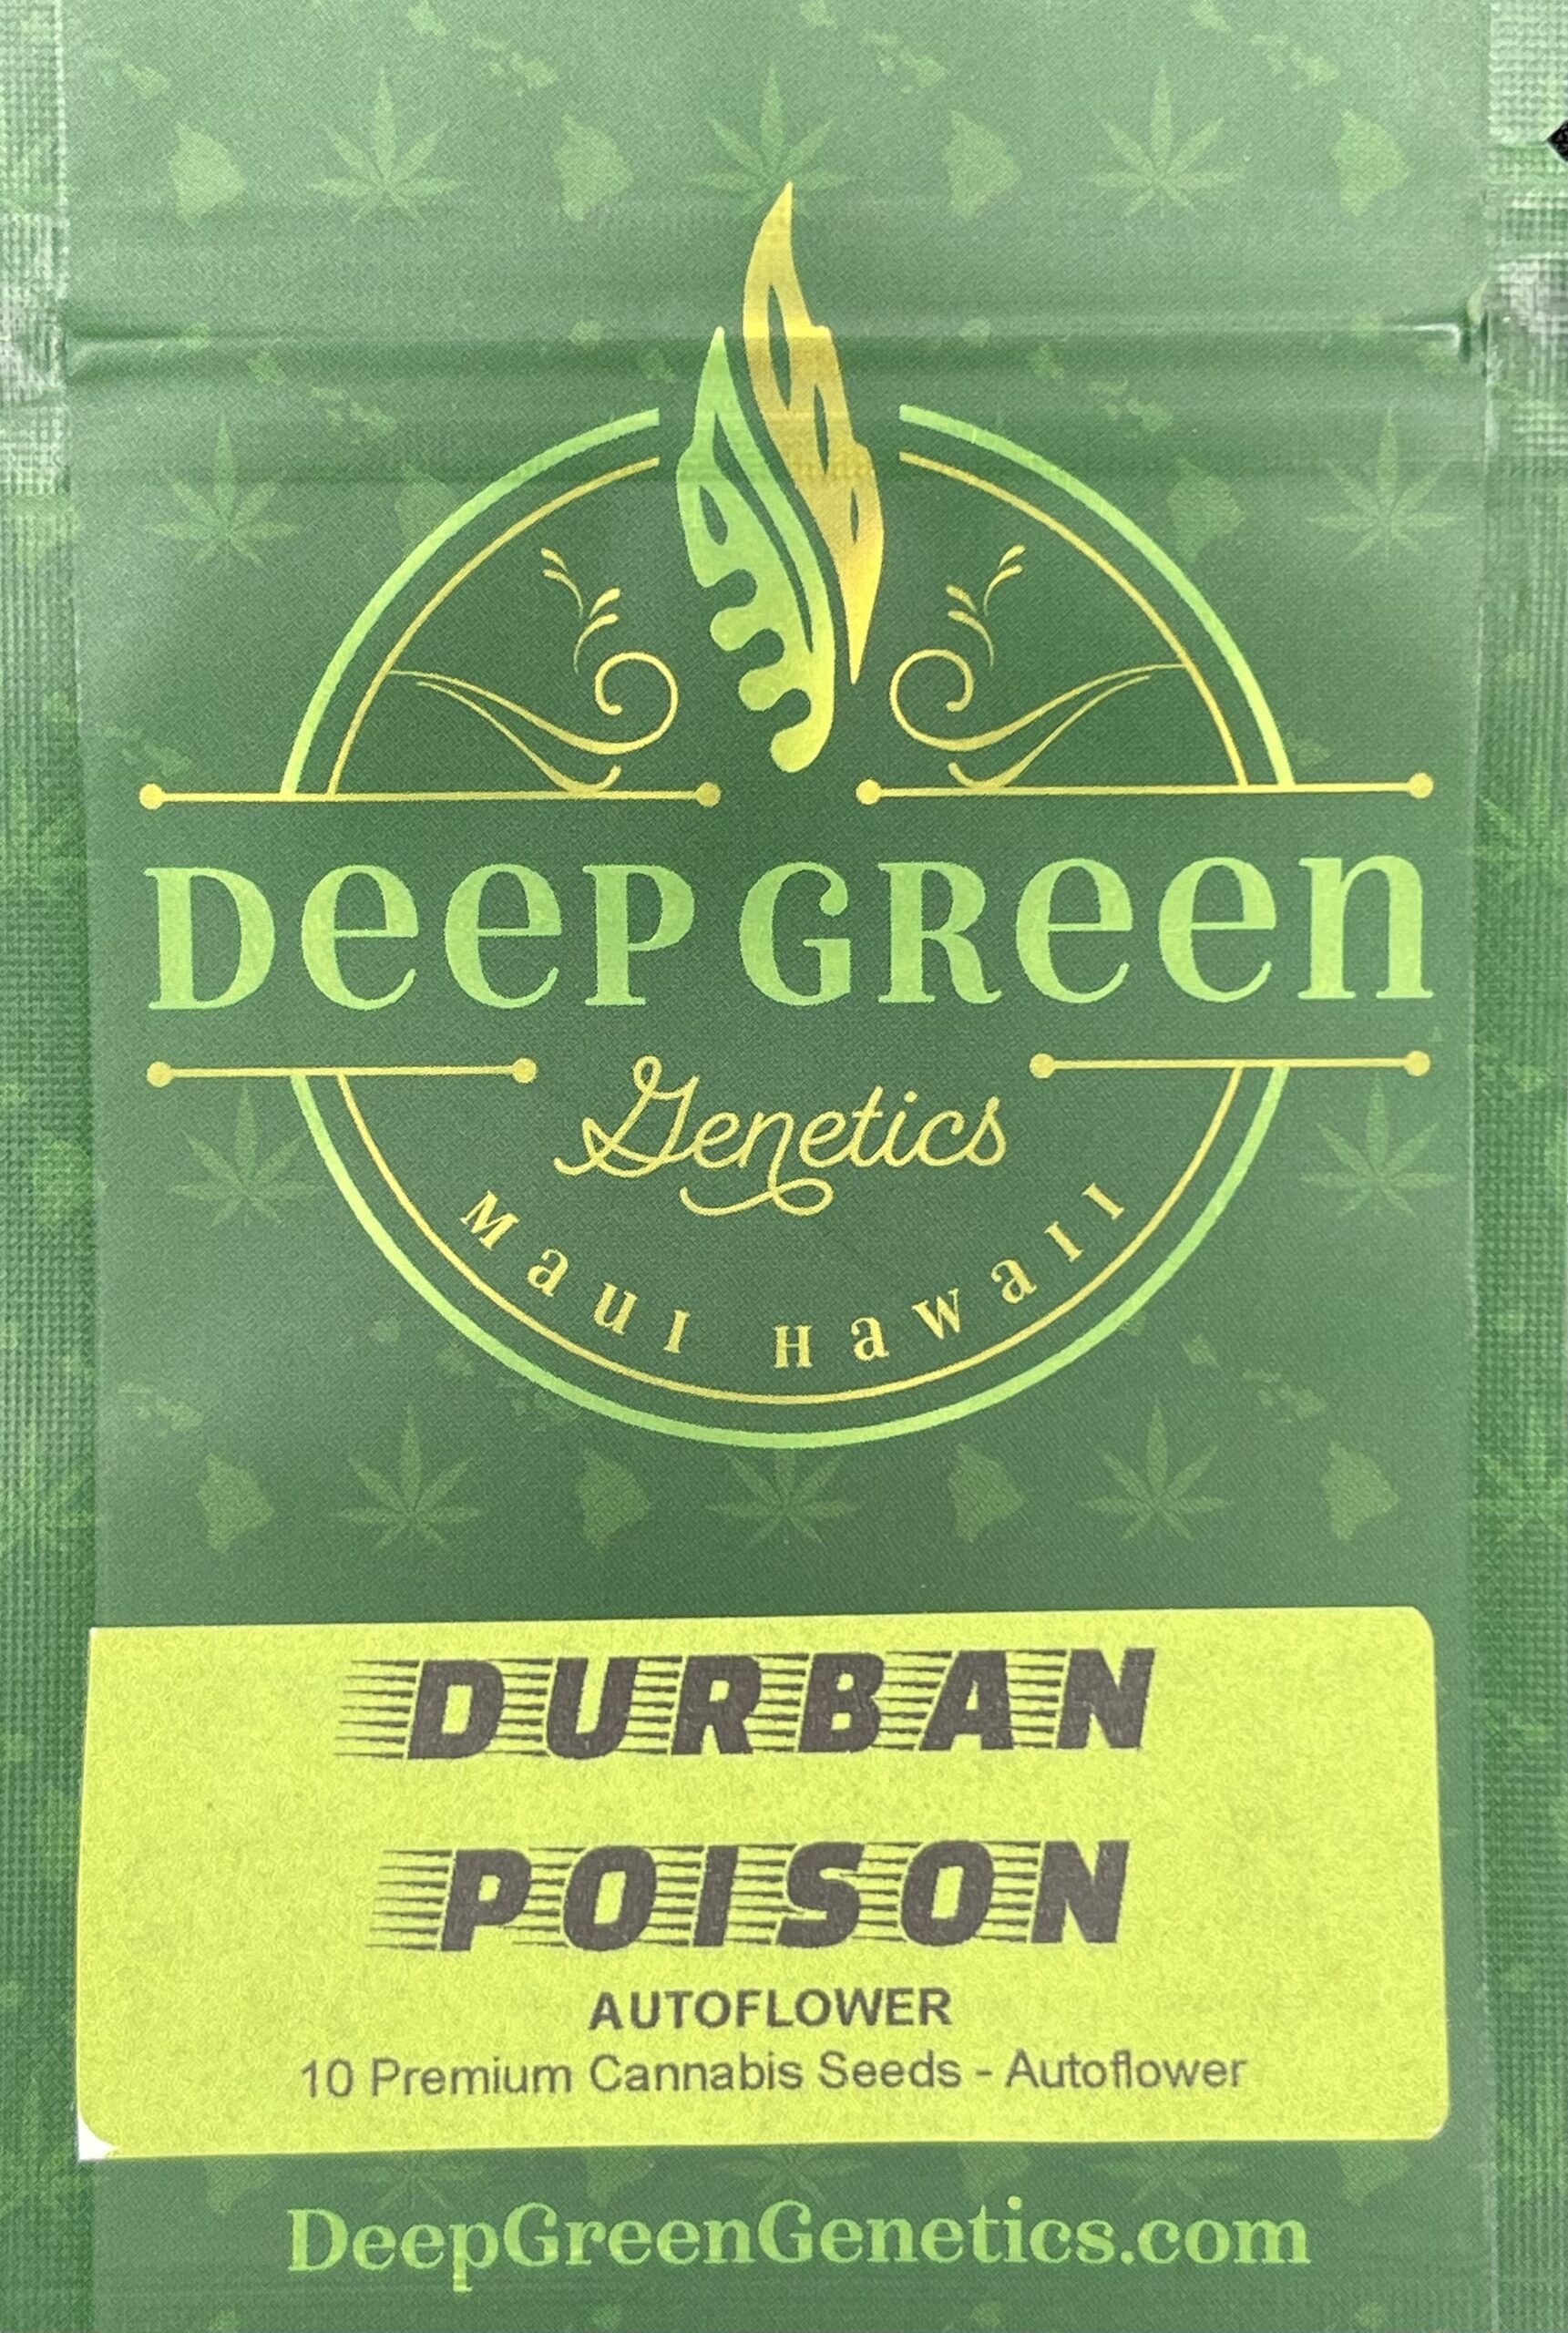 Deep Green
Genetics
Maui Hawaii
DURBAN
POISON
AUTOFLOWER
10 Premium Cannabis Seeds - Autoflower
DeepGreenGenetics.com